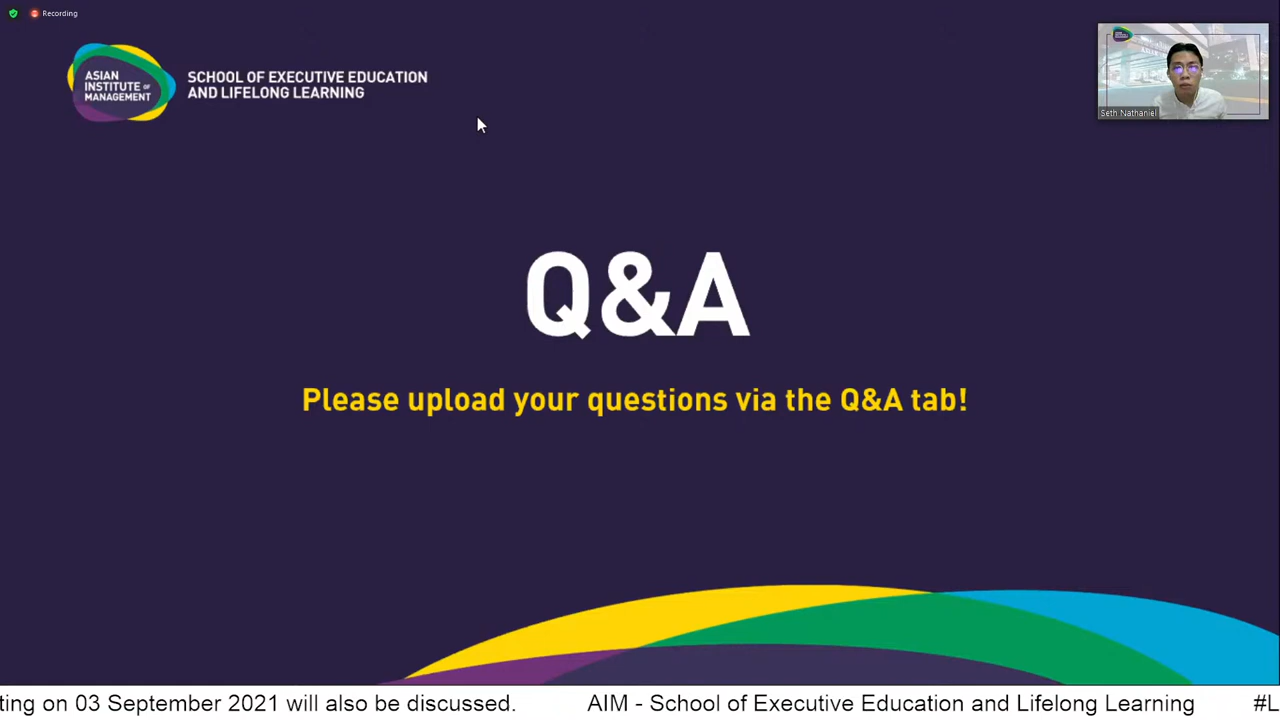 Recording
ASIAN
INSTITUTE OF
MANAGEMENT
SCHOOL OF EXECUTIVE EDUCATION
AND LIFELONG LEARNING
Seth Nathaniel
Q&A
Please upload your questions via the Q&A tab!
ting on 03 September 2021 will also be discussed. AIM - School of Executive Education and Lifelong Learning #L